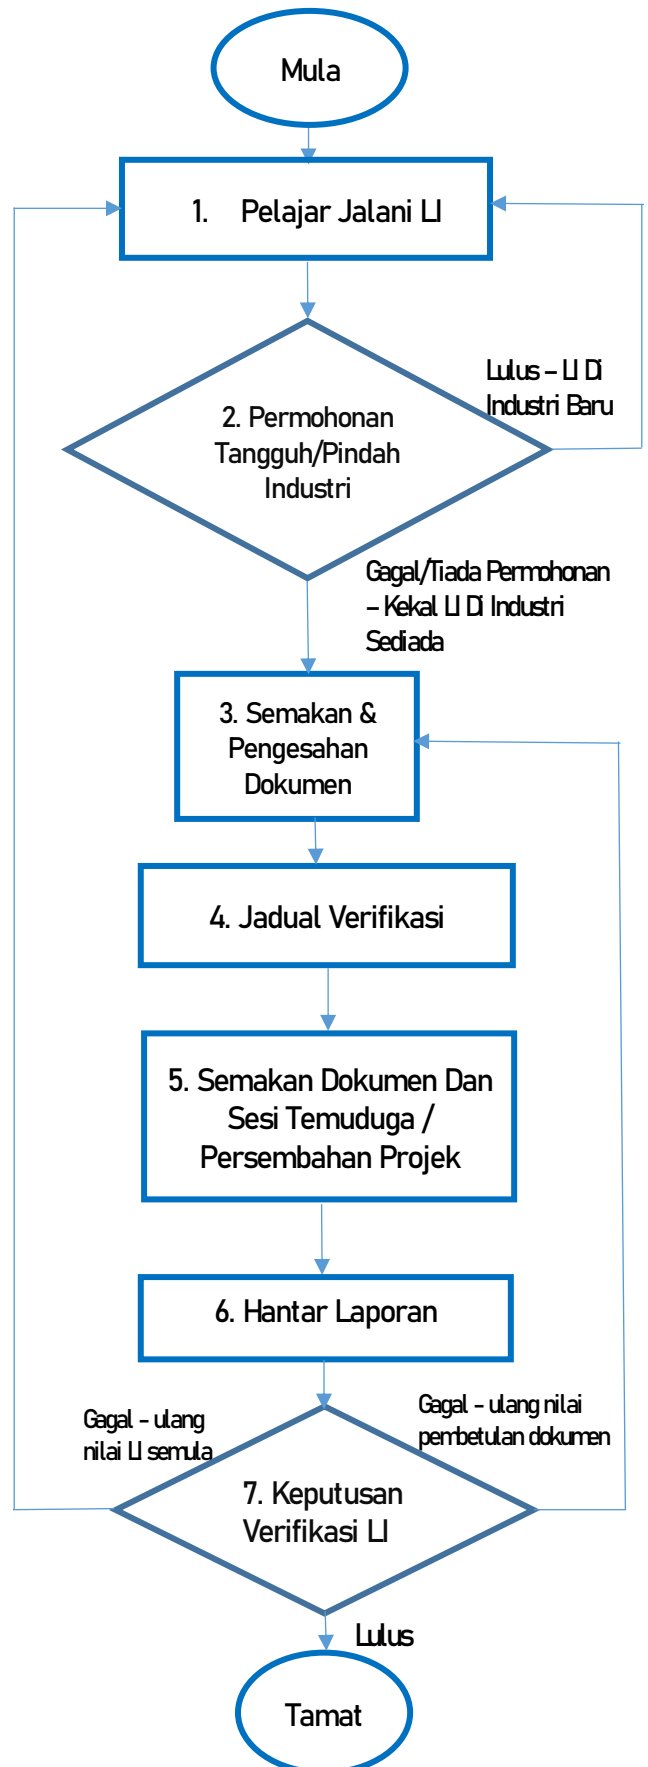 Mula
1. Pelajar Jalani LI
Lulus – LI Di
Industri Baru
2. Permohonan
Tangguh/Pindah
Industri
Gagal/Tiada Permohonan
– Kekal LI Di Industri
Sediada
3. Semakan &
Pengesahan
Dokumen
4. Jadual Verifikasi
5. Semakan Dokumen Dan
Sesi Temuduga /
Persembahan Projek
6. Hantar Laporan
Gagal – ulang
nilai LI semula
Gagal – ulang nilai
pembetulan dokumen
7. Keputusan
Verifikasi LI
Lulus
Tamat